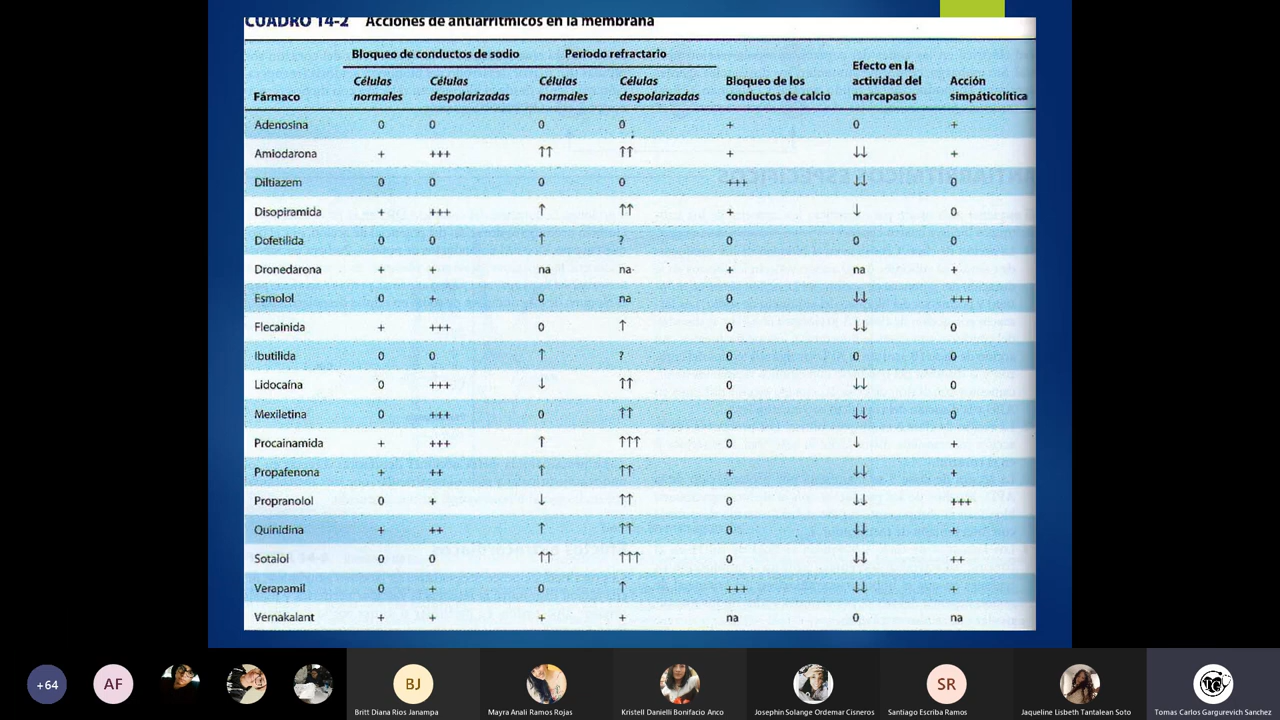 CUADRO 14-2 Acciones de antiarrítmicos en la membrana
Bloqueo de conductos de sodio Periodo refractario
Fármaco Células normales Células despolarizadas Células normales Células despolarizadas Bloqueo de los conductos de calcio Efecto en la actividad del marcapasos Acción simpáticolítica
Adenosina 0 0 0 0 + 0 +
Amiodarona + +++ ↑↑ ↑↑ + ↓↓ +
Diltiazem 0 0 0 0 +++ ↓↓ 0
Disopiramida + +++ ↑ ↑↑ + ↓ 0
Dofetilida 0 0 ↑ ? 0 0 0
Dronedarona + + na na + na +
Esmolol 0 + 0 na 0 ↓↓ +++
Flecainida + +++ 0 ↑ 0 ↓↓ 0
Ibutilida 0 0 ↑ ? 0 0 0
Lidocaína 0 +++ ↓ ↑↑ 0 ↓↓ 0
Mexiletina 0 +++ 0 ↑↑ 0 ↓↓ 0
Procainamida + +++ ↑ ↑↑↑ 0 ↓ +
Propafenona + ++ ↑ ↑↑ + ↓↓ +
Propranolol 0 + ↓ ↑↑ 0 ↓↓ +++
Quinidina + ++ ↑ ↑↑ 0 ↓↓ +
Sotalol 0 0 ↑↑ ↑↑↑ 0 ↓↓ ++
Verapamil 0 + 0 ↑ +++ ↓↓ +
Vernakalant + + + + na 0 na
+64 AF BJ SR
Britt Diana Rios Janampa Mayra Anali Ramos Rojas Kristell Danielli Bonifacio Anco Josephin Solange Ordemar Cisneros Santiago Escriba Ramos Jaqueline Lisbeth Tantalean Soto Tomas Carlos Gargurevich Sanchez